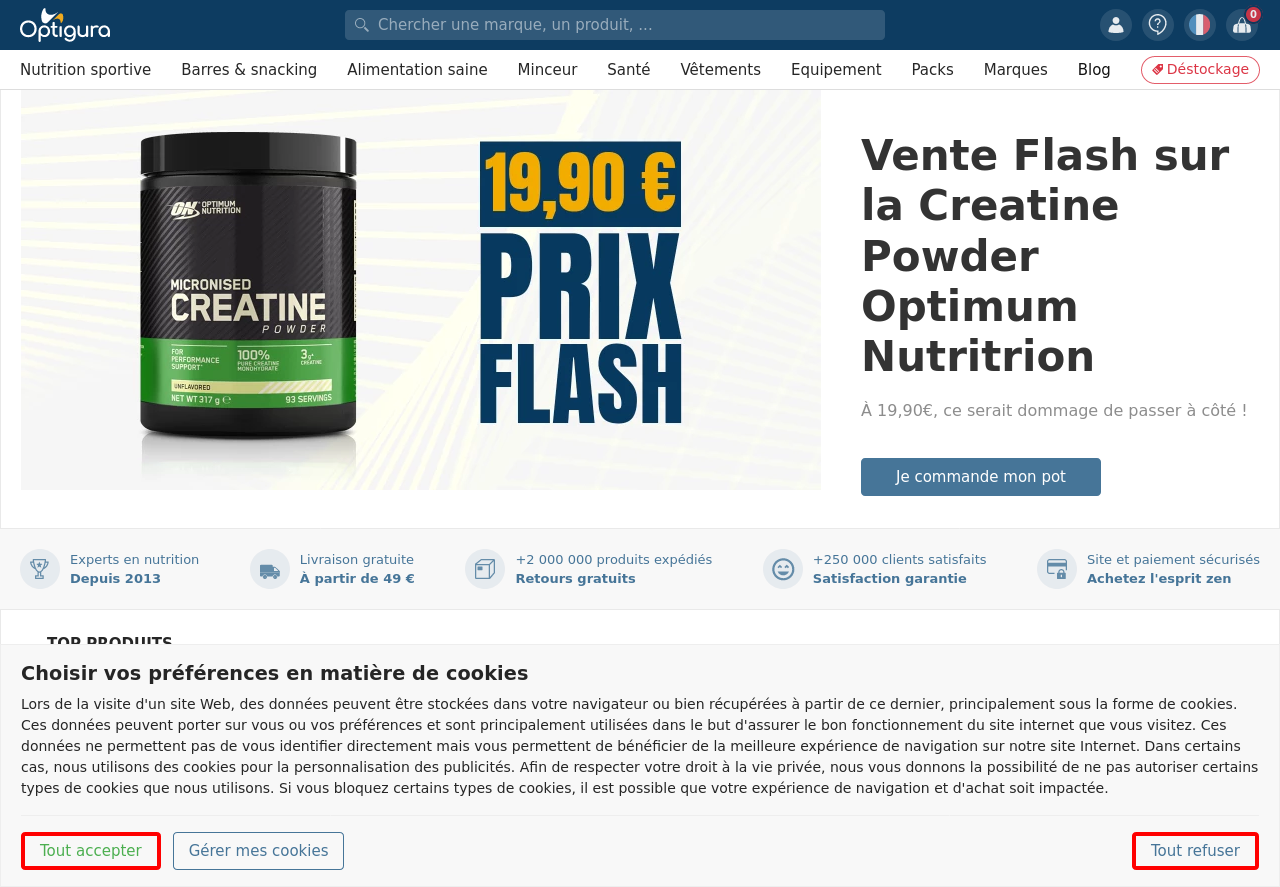 Optigura
Chercher une marque, un produit, ...
0
Nutrition sportive
Barres & snacking
Alimentation saine
Minceur
Santé
Vêtements
Equipement
Packs
Marques
Blog
Déstockage
ON OPTIMUM
NUTRITION
MICRONISED
CREATINE
POWDER
FOR
PERFORMANCE
SUPPORT*
100%
PURE CREATINE
MONOHYDRATE
3g*
CREATINE
UNFLAVORED
NET WT 317 g ℮
93 SERVINGS
19,90 €
PRIX
FLASH
Vente Flash sur
la Creatine
Powder
Optimum
Nutritrion
À 19,90€, ce serait dommage de passer à côté !
Je commande mon pot
Experts en nutrition
Depuis 2013
Livraison gratuite
À partir de 49 €
+2 000 000 produits expédiés
Retours gratuits
+250 000 clients satisfaits
Satisfaction garantie
Site et paiement sécurisés
Achetez l'esprit zen
TOP PRODUITS
Choisir vos préférences en matière de cookies
Lors de la visite d'un site Web, des données peuvent être stockées dans votre navigateur ou bien récupérées à partir de ce dernier, principalement sous la forme de cookies.
Ces données peuvent porter sur vous ou vos préférences et sont principalement utilisées dans le but d'assurer le bon fonctionnement du site internet que vous visitez. Ces
données ne permettent pas de vous identifier directement mais vous permettent de bénéficier de la meilleure expérience de navigation sur notre site Internet. Dans certains
cas, nous utilisons des cookies pour la personnalisation des publicités. Afin de respecter votre droit à la vie privée, nous vous donnons la possibilité de ne pas autoriser certains
types de cookies que nous utilisons. Si vous bloquez certains types de cookies, il est possible que votre expérience de navigation et d'achat soit impactée.
Tout accepter
Gérer mes cookies
Tout refuser